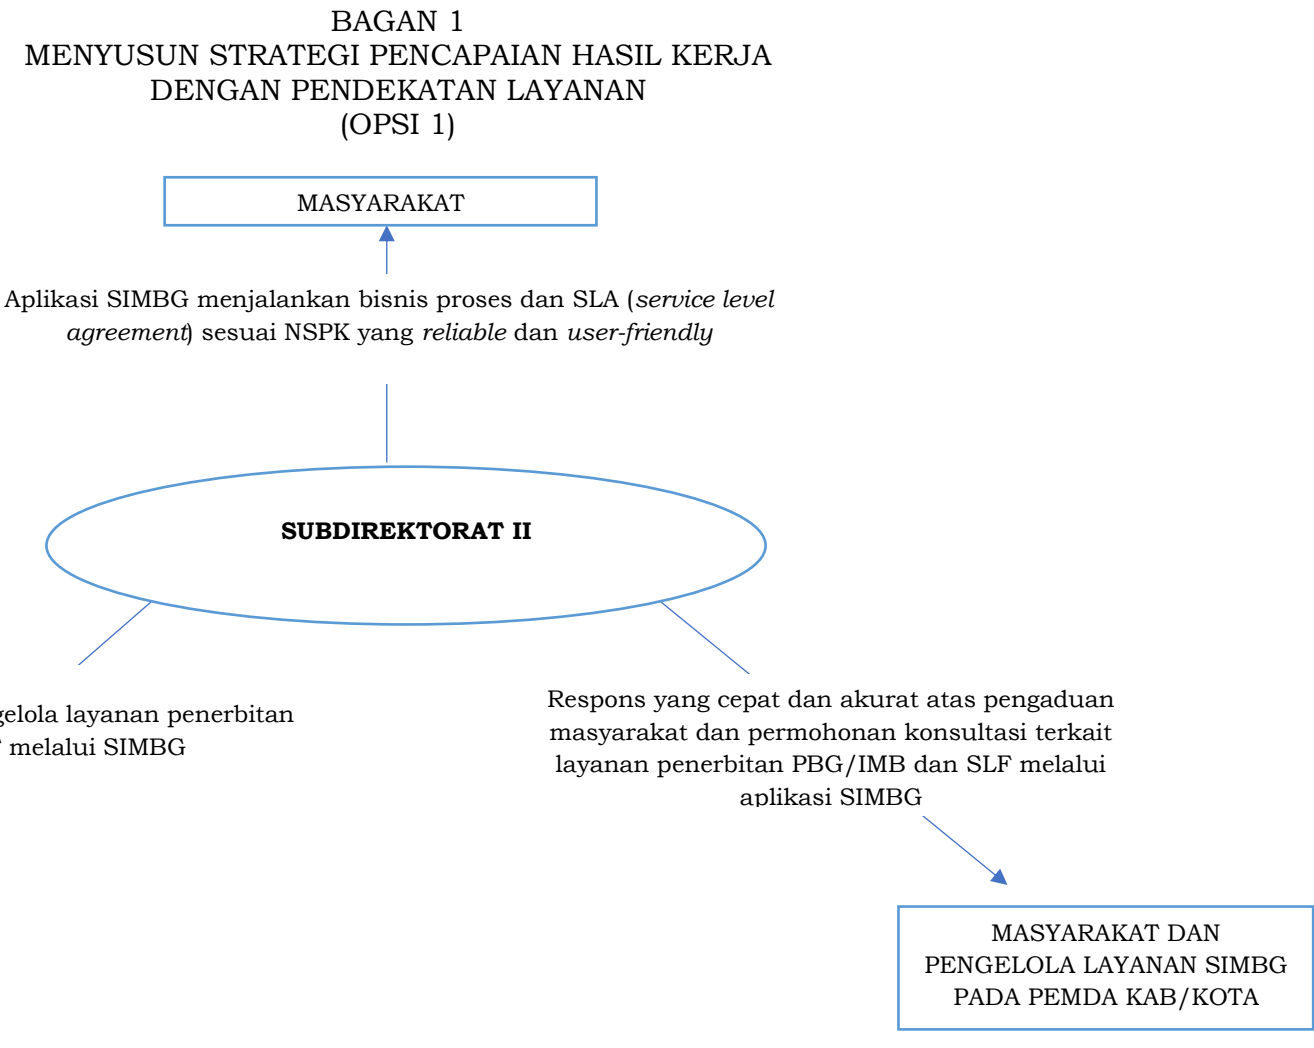 BAGAN 1
MENYUSUN STRATEGI PENCAPAIAN HASIL KERJA
DENGAN PENDEKATAN LAYANAN
(OPSI 1)
MASYARAKAT
Aplikasi SIMBG menjalankan bisnis proses dan SLA (service level
agreement) sesuai NSPK yang reliable dan user-friendly
SUBDIREKTORAT II
layanan penerbitan
melalui SIMBG
Respons yang cepat dan akurat atas pengaduan
masyarakat dan permohonan konsultasi terkait
layanan penerbitan PBG/IMB dan SLF melalui
aplikasi SIMBG
MASYARAKAT DAN
PENGELOLA LAYANAN SIMBG
PADA PEMDA KAB/KOTA